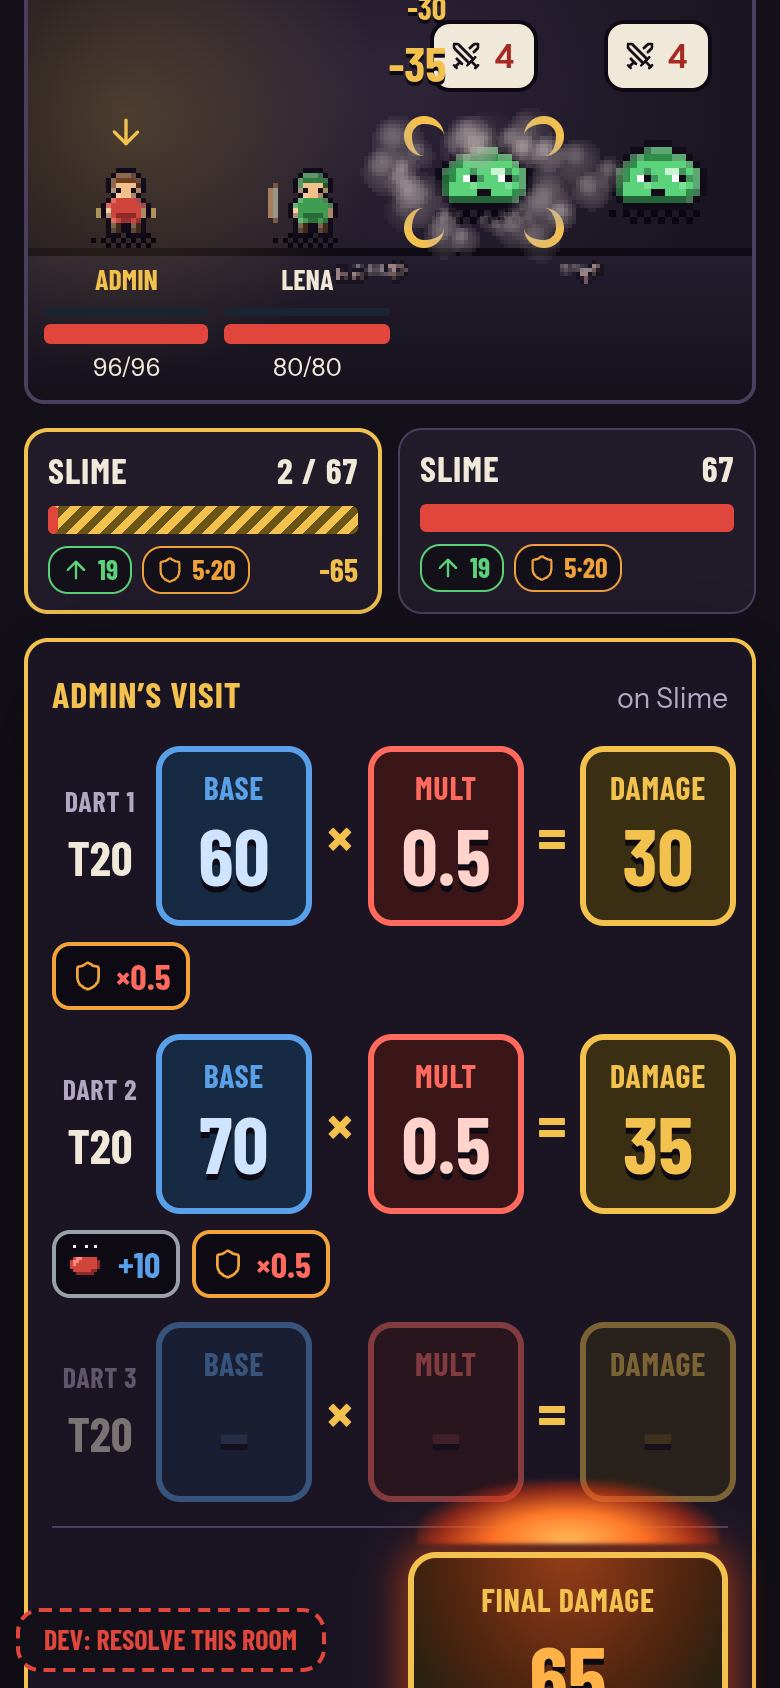 -30
-35
4
4
ADMIN
LENA
96/96
80/80
SLIME 2 / 67
19 5·20 -65
SLIME 67
19 5·20
ADMIN'S VISIT
on Slime
DART 1
T20
BASE
60
×
MULT
0.5
=
DAMAGE
30
×0.5
DART 2
T20
BASE
70
×
MULT
0.5
=
DAMAGE
35
+10
×0.5
DART 3
T20
BASE
-
×
MULT
-
=
DAMAGE
-
DEV: RESOLVE THIS ROOM
FINAL DAMAGE
65